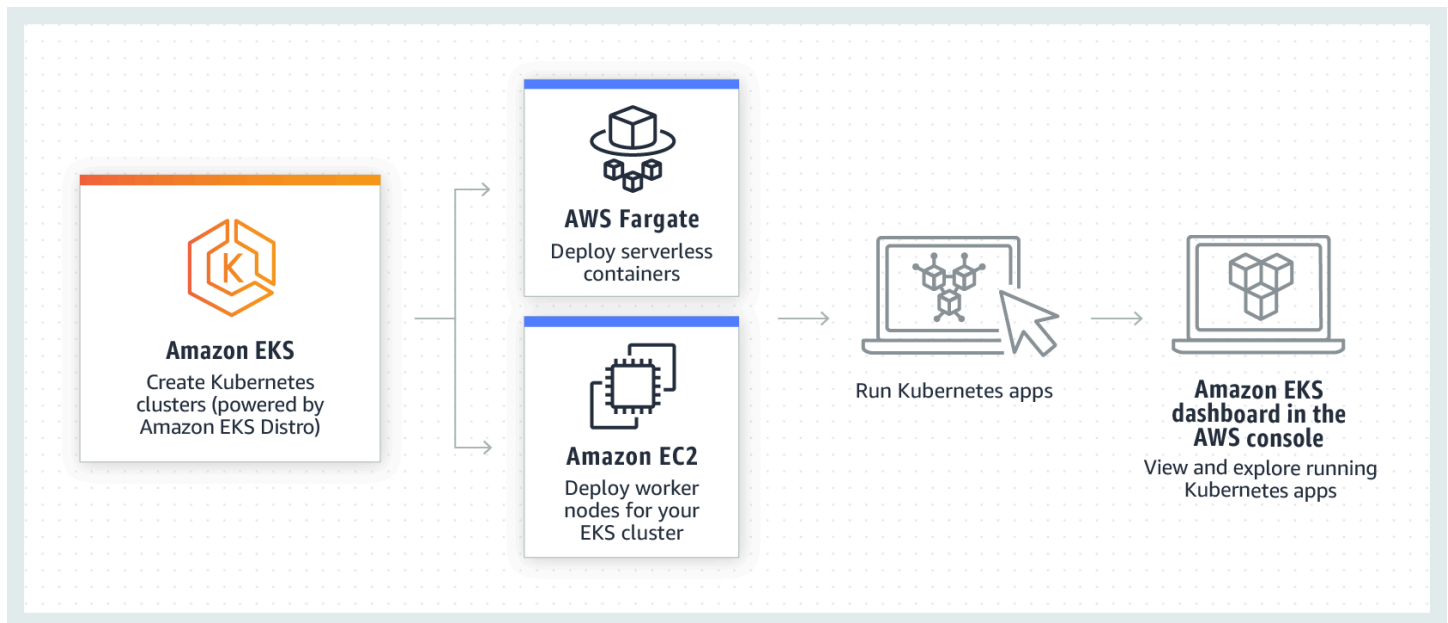 K
Amazon EKS
Create Kubernetes
clusters (powered by
Amazon EKS Distro)
AWS Fargate
Deploy serverless
containers
Amazon EC2
Deploy worker
nodes for your
EKS cluster
Run Kubernetes apps
Amazon EKS
dashboard in the
AWS console
View and explore running
Kubernetes apps